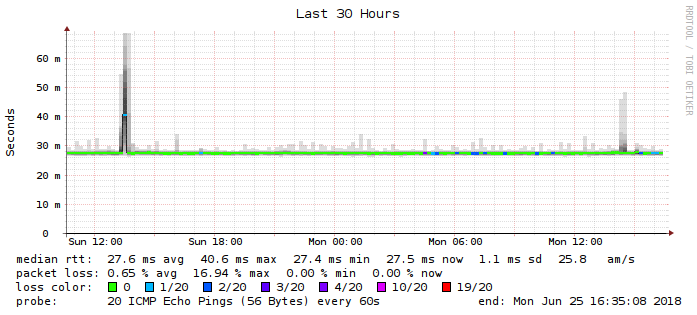 Last 30 Hours
RRDTOOL / TOBI OETIKER
Seconds
60 m
50 m
40 m
30 m
20 m
10 m
0
Sun 12:00 Sun 18:00 Mon 00:00 Mon 06:00 Mon 12:00
median rtt: 27.6 ms avg 40.6 ms max 27.4 ms min 27.5 ms now 1.1 ms sd 25.8 am/s
packet loss: 0.65 % avg 16.94 % max 0.00 % min 0.00 % now
loss color: 0 1/20 2/20 3/20 4/20 10/20 19/20
probe: 20 ICMP Echo Pings (56 Bytes) every 60s end: Mon Jun 25 16:35:08 2018